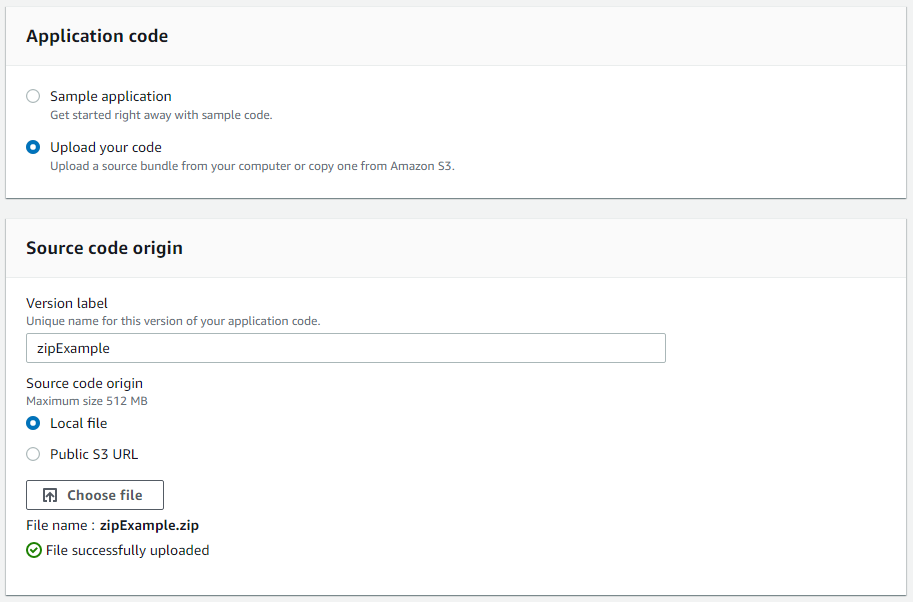 Application code
Sample application
Get started right away with sample code.
Upload your code
Upload a source bundle from your computer or copy one from Amazon S3.
Source code origin
Version label
Unique name for this version of your application code.
zipExample
Source code origin
Maximum size 512 MB
Local file
Public S3 URL
Choose file
File name : zipExample.zip
File successfully uploaded